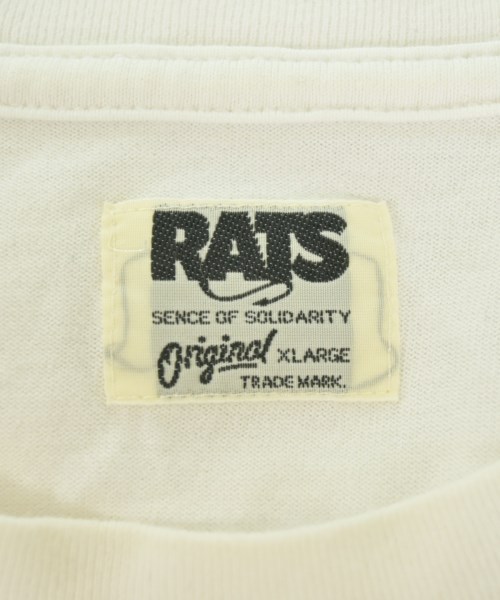 RATS
SENCE OF SOLIDARITY
Original XLARGE
TRADE MARK.